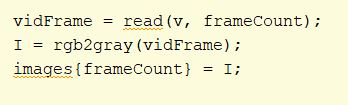 vidFrame = read(v, frameCount);
I = rgb2gray(vidFrame);
images{frameCount} = I;